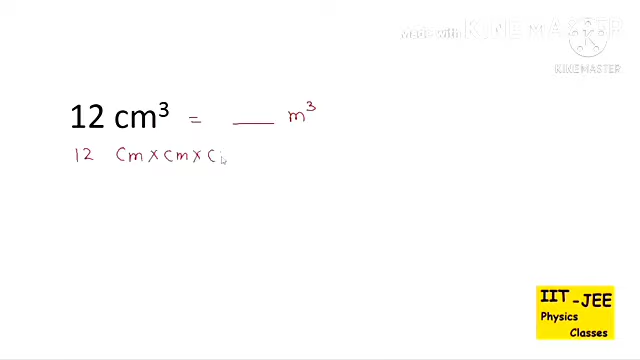 Made with KINEMASTER
KINEMASTER
12 cm³ = ___ m³
12 cm × cm × c
IIT-JEE
Physics
Classes